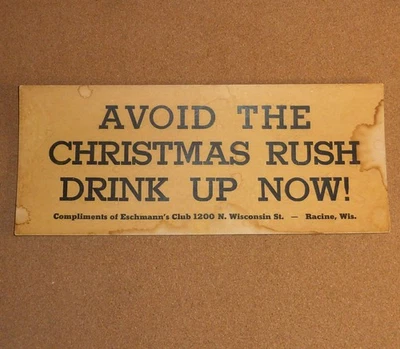 AVOID THE
CHRISTMAS RUSH
DRINK UP NOW!
Compliments of Eschmann's Club 1200 N. Wisconsin St. — Racine, Wis.